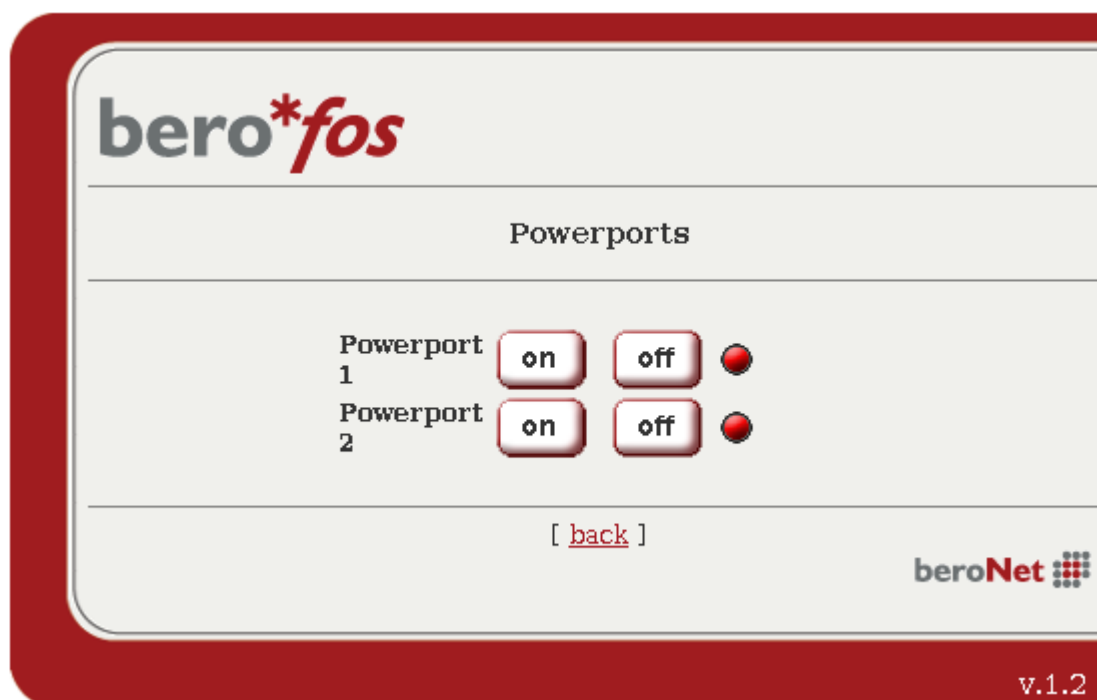 bero*fos
Powerports
Powerport
1
on
off
Powerport
2
on
off
[ back ]
beroNet
v.1.2